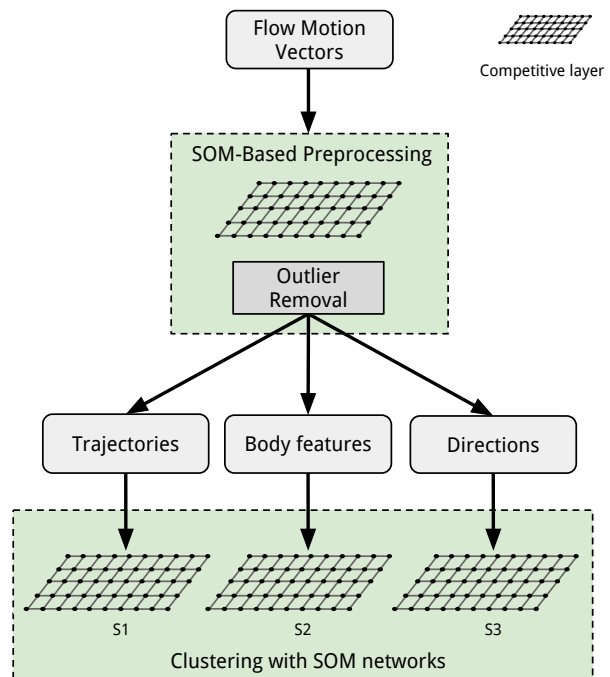 Flow Motion
Vectors
Competitive layer
SOM-Based Preprocessing
Outlier
Removal
Trajectories
Body features
Directions
S1
S2
S3
Clustering with SOM networks